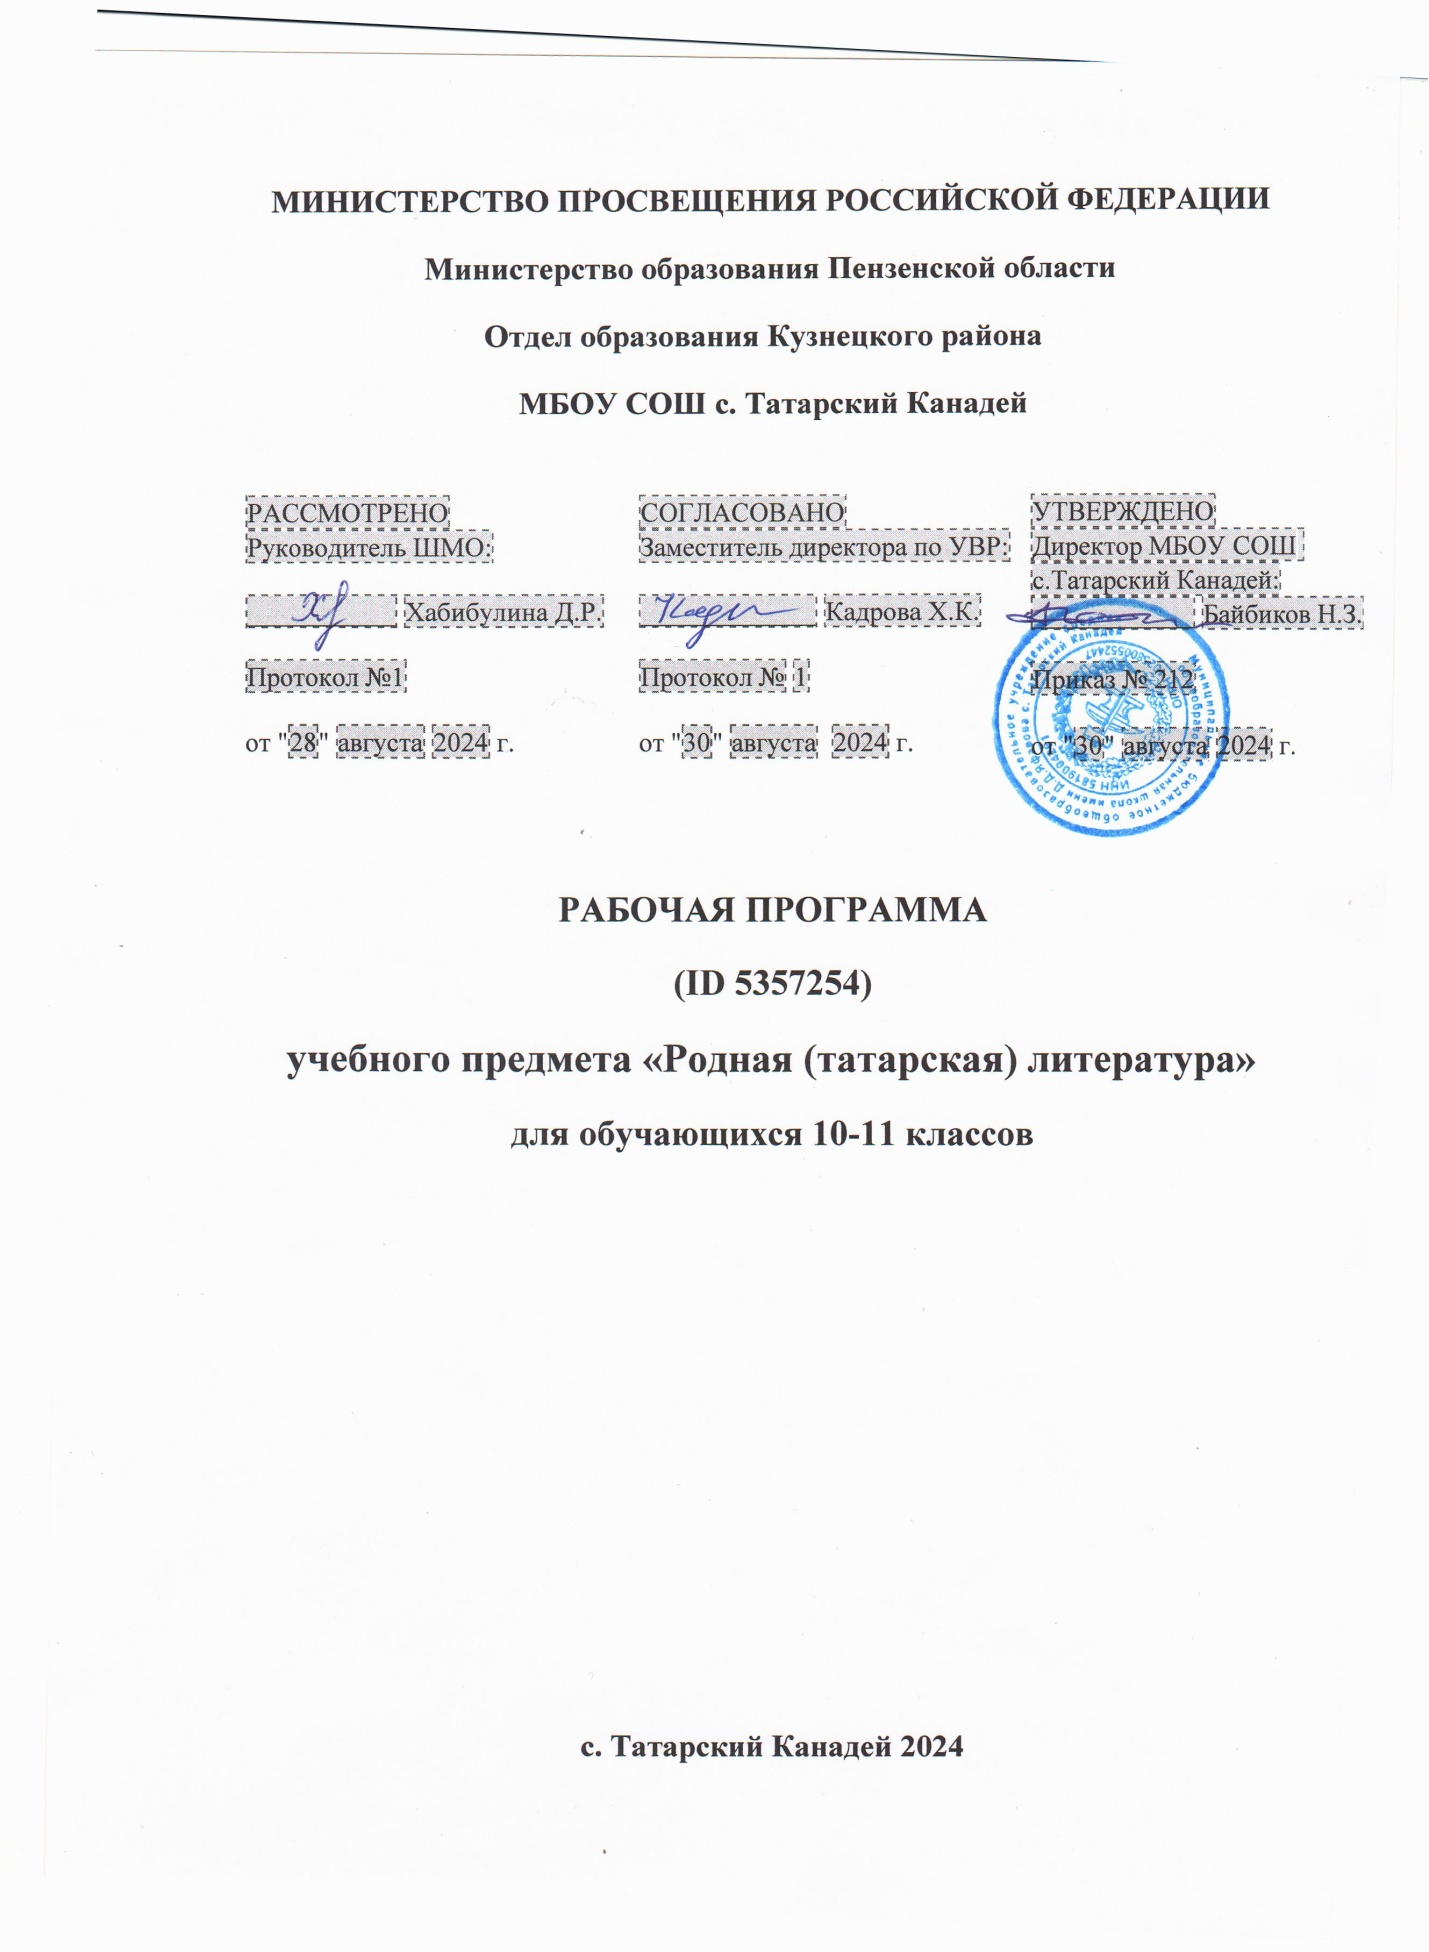 МИНИСТЕРСТВО ПРОСВЕЩЕНИЯ РОССИЙСКОЙ ФЕДЕРАЦИИ
Министерство образования Пензенской области
Отдел образования Кузнецкого района
МБОУ СОШ с. Татарский Канадей
РАССМОТРЕНО
Руководитель ШМО:
Хабибулина Д.Р.
Протокол №1
от "28" августа 2024 г.
СОГЛАСОВАНО
Заместитель директора по УВР:
Кадрова Х.К.
Протокол № 1
от "30" августа 2024 г.
УТВЕРЖДЕНО
Директор МБОУ СОШ
с.Татарский Канадей:
Байбиков Н.З.
Приказ № 212
от "30" августа 2024 г.
РАБОЧАЯ ПРОГРАММА
(ID 5357254)
учебного предмета «Родная (татарская) литература»
для обучающихся 10-11 классов
с. Татарский Канадей 2024